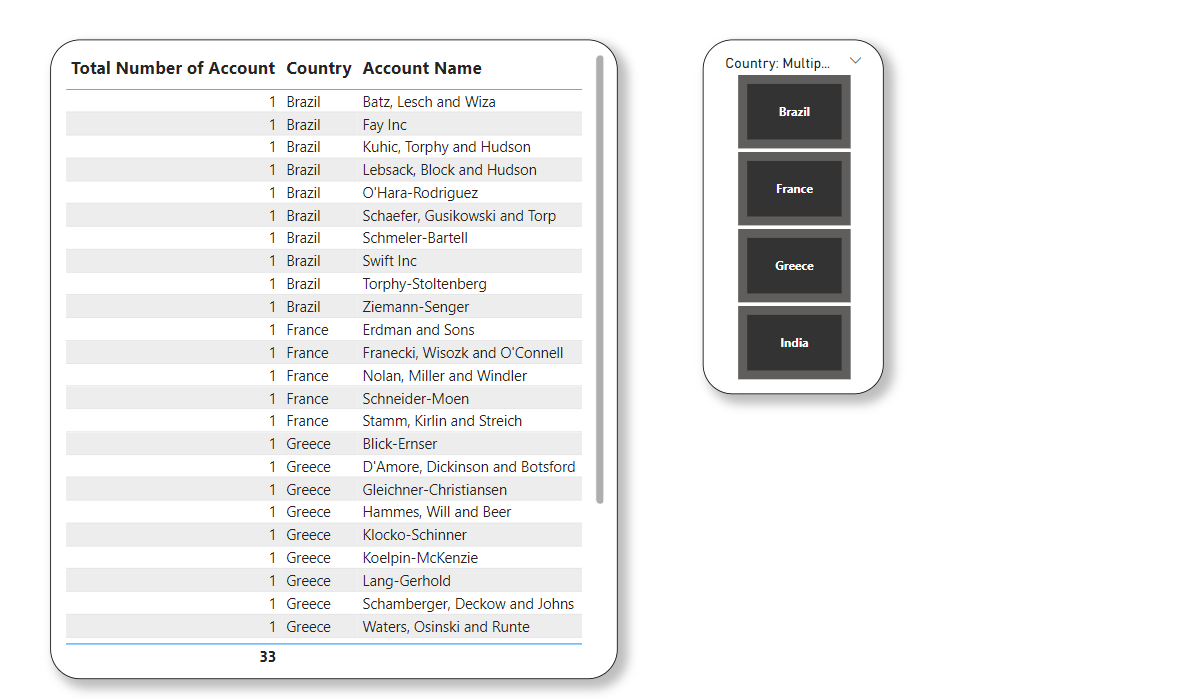 Total Number of Account Country Account Name
1 Brazil Batz, Lesch and Wiza
1 Brazil Fay Inc
1 Brazil Kuhic, Torphy and Hudson
1 Brazil Lebsack, Block and Hudson
1 Brazil O'Hara-Rodriguez
1 Brazil Schaefer, Gusikowski and Torp
1 Brazil Schmeler-Bartell
1 Brazil Swift Inc
1 Brazil Torphy-Stoltenberg
1 Brazil Ziemann-Senger
1 France Erdman and Sons
1 France Franecki, Wisozk and O'Connell
1 France Nolan, Miller and Windler
1 France Schneider-Moen
1 France Stamm, Kirlin and Streich
1 Greece Blick-Ernser
1 Greece D'Amore, Dickinson and Botsford
1 Greece Gleichner-Christiansen
1 Greece Hammes, Will and Beer
1 Greece Klocko-Schinner
1 Greece Koelpin-McKenzie
1 Greece Lang-Gerhold
1 Greece Schamberger, Deckow and Johns
1 Greece Waters, Osinski and Runte
33
Country: Multip...
Brazil
France
Greece
India